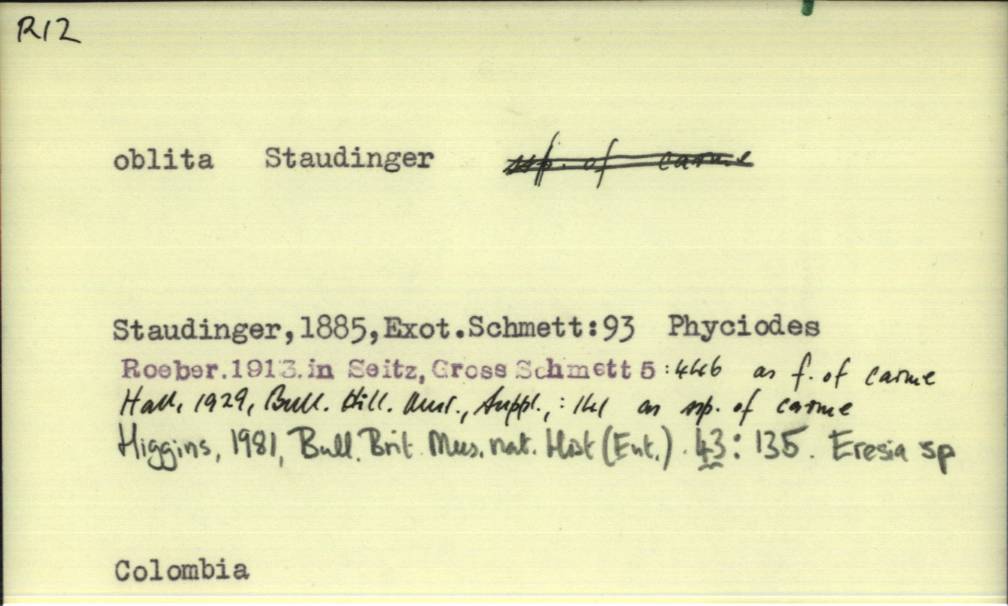 R12
oblita Staudinger ssp. of carme
Staudinger,1885,Exot.Schmett:93 Phyciodes
Roeber.1913.in Seitz, Gross Schmett 5:446 as f. of carme
Hall, 1929, Bull. Hill. Mus., Suppl., : 141 as ssp. of carme
Higgins, 1981, Bull. Brit. Mus. nat. Hist (Ent.). 43: 135. Eresia sp
Colombia